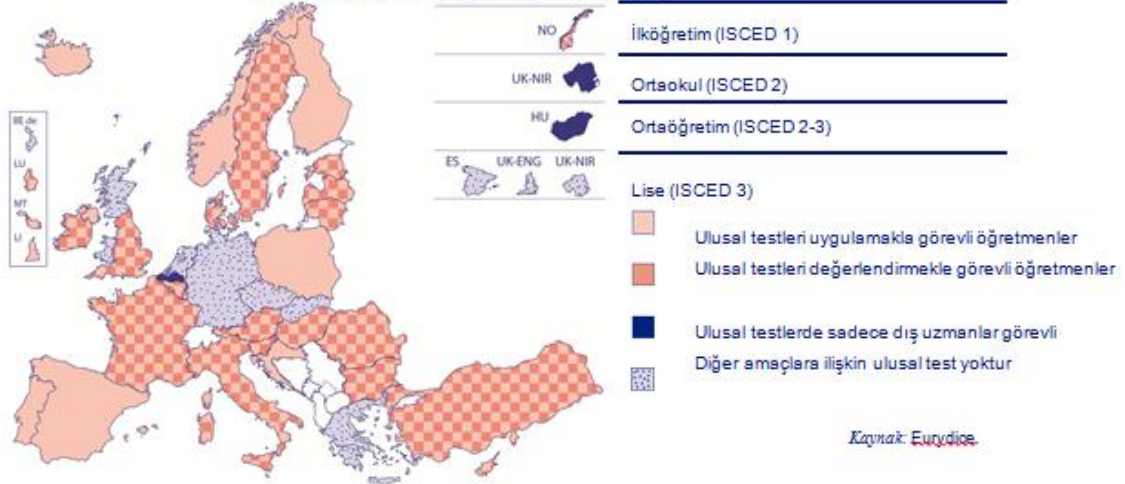 NO
İlköğretim (ISCED 1)
UK-NIR
Ortaokul (ISCED 2)
HU
Ortaöğretim (ISCED 2-3)
ES UK-ENG UK-NIR
Lise (ISCED 3)
BE de
LU
MT
LI
Ulusal testleri uygulamakla görevli öğretmenler
Ulusal testleri değerlendirmekle görevli öğretmenler
Ulusal testlerde sadece dış uzmanlar görevli
Diğer amaçlara ilişkin ulusal test yoktur
Kaynak: Eurydice.